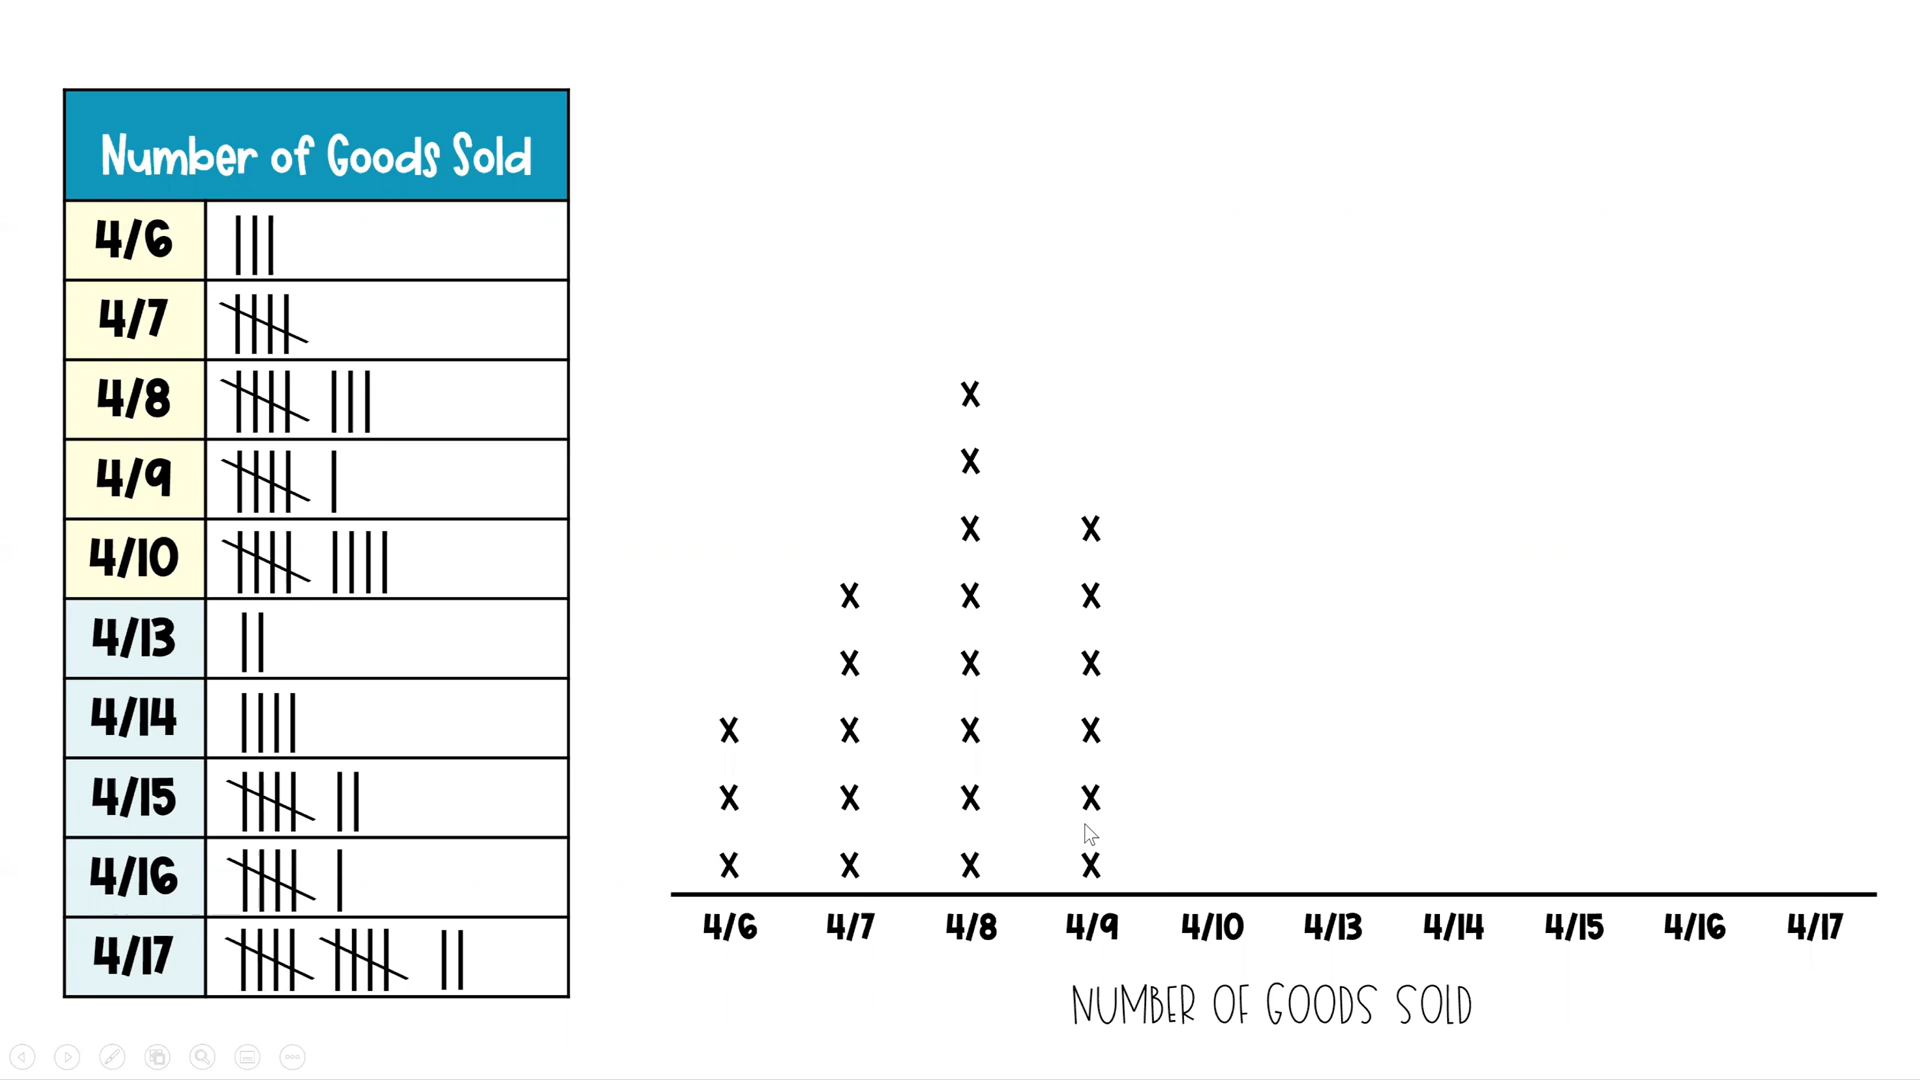 Number of Goods Sold
4/6
4/7
4/8
4/9
4/10
4/13
4/14
4/15
4/16
4/17
X
X
X X
X X X
X X X
X X X X
X X X X
X X X X
4/6 4/7 4/8 4/9 4/10 4/13 4/14 4/15 4/16 4/17
NUMBER OF GOODS SOLD